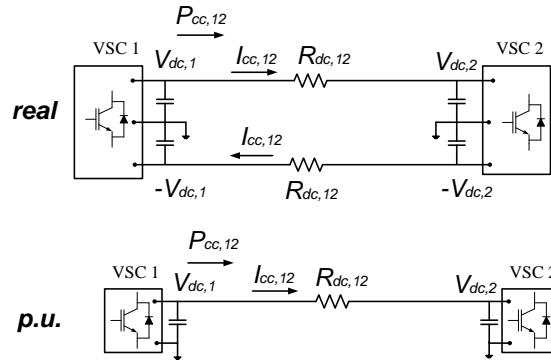 P_cc,12
VSC 1
V_dc,1
I_cc,12
R_dc,12
V_dc,2
VSC 2
real
I_cc,12
-V_dc,1
R_dc,12
-V_dc,2
P_cc,12
VSC 1
V_dc,1
I_cc,12
R_dc,12
V_dc,2
VSC 2
p.u.